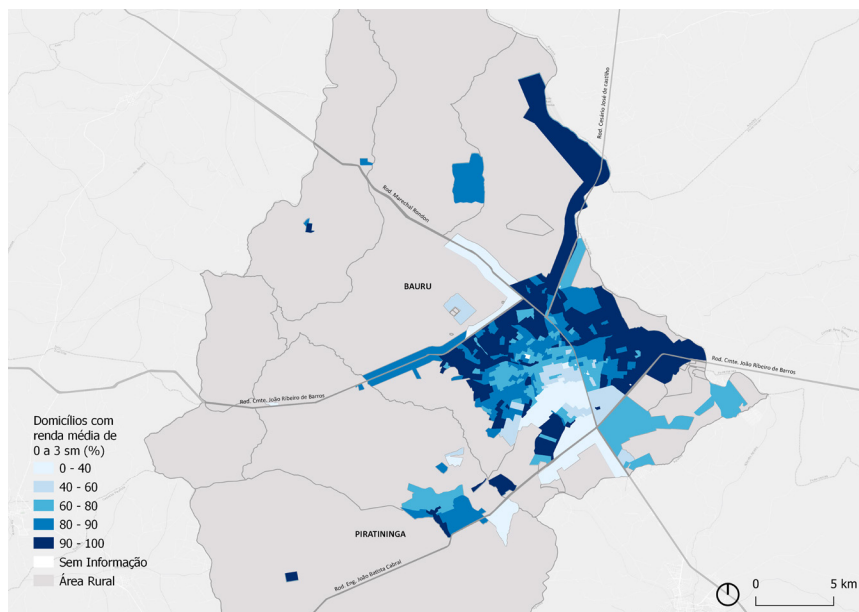 Rod. Cesário José de Castilho
Rod. Marechal Rondon
BAURU
Rod. Cmte. João Ribeiro de Barros
Rod. Cmte. João Ribeiro de Barros
Domicílios com
renda média de
0 a 3 sm (%)
0 - 40
40 - 60
60 - 80
80 - 90
90 - 100
Sem Informação
Área Rural
PIRATININGA
Rod. Eng. João Batista Cabral
0 5 km